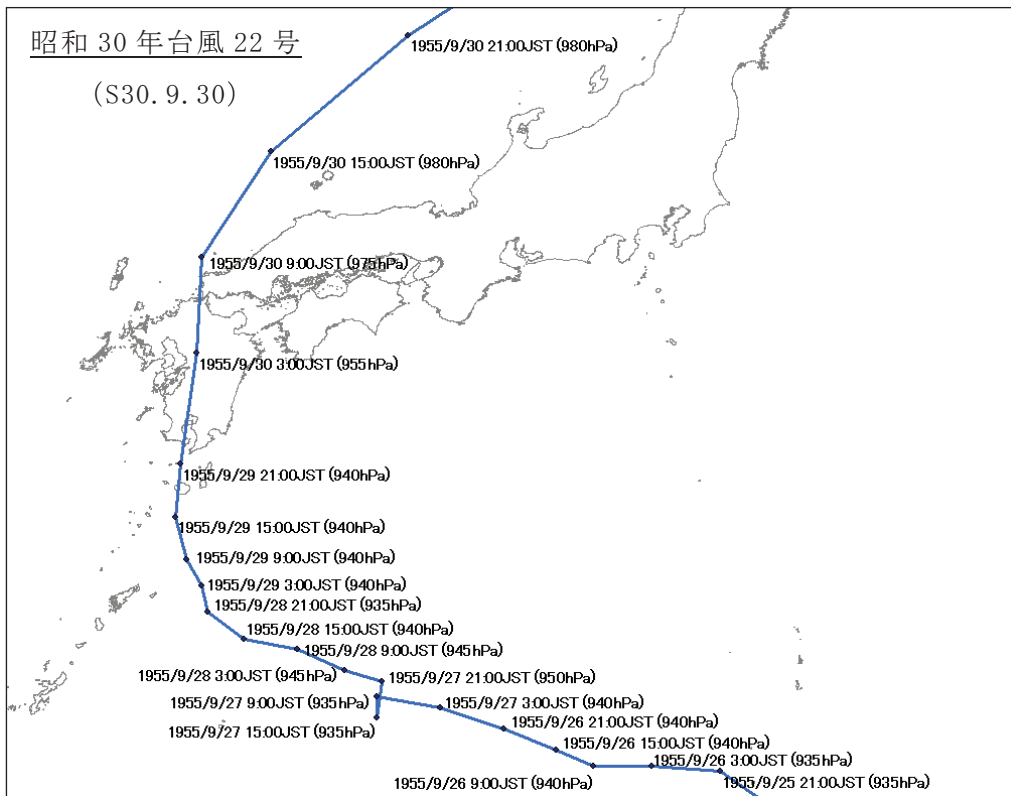 昭和 30 年台風 22 号
(S30. 9. 30)
1955/9/30 21:00JST (980hPa)
1955/9/30 15:00JST (980hPa)
1955/9/30 9:00JST (975hPa)
1955/9/30 3:00JST (955hPa)
1955/9/29 21:00JST (940hPa)
1955/9/29 15:00JST (940hPa)
1955/9/29 9:00JST (940hPa)
1955/9/29 3:00JST (940hPa)
1955/9/28 21:00JST (935hPa)
1955/9/28 15:00JST (940hPa)
1955/9/28 9:00JST (945hPa)
1955/9/28 3:00JST (945hPa)
1955/9/27 21:00JST (950hPa)
1955/9/27 9:00JST (935hPa)
1955/9/27 3:00JST (940hPa)
1955/9/27 15:00JST (935hPa)
1955/9/26 21:00JST (940hPa)
1955/9/26 15:00JST (940hPa)
1955/9/26 3:00JST (935hPa)
1955/9/26 9:00JST (940hPa)
1955/9/25 21:00JST (935hPa)